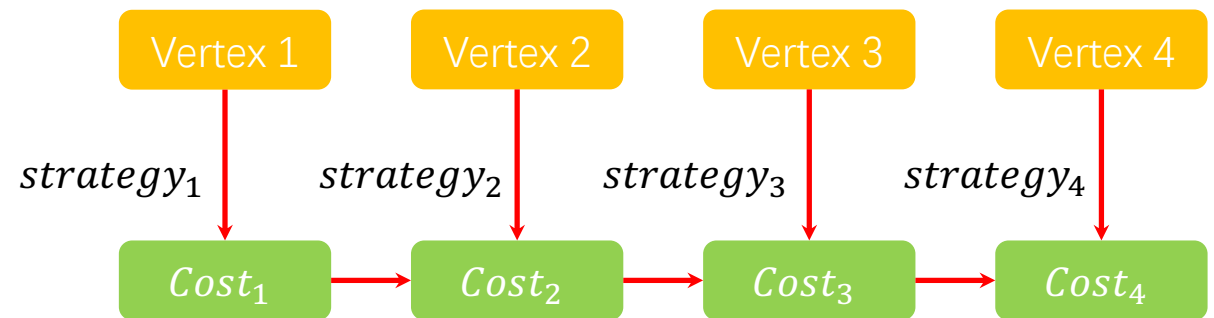 Vertex 1 Vertex 2 Vertex 3 Vertex 4
strategy₁ strategy₂ strategy₃ strategy₄
Cost₁ Cost₂ Cost₃ Cost₄